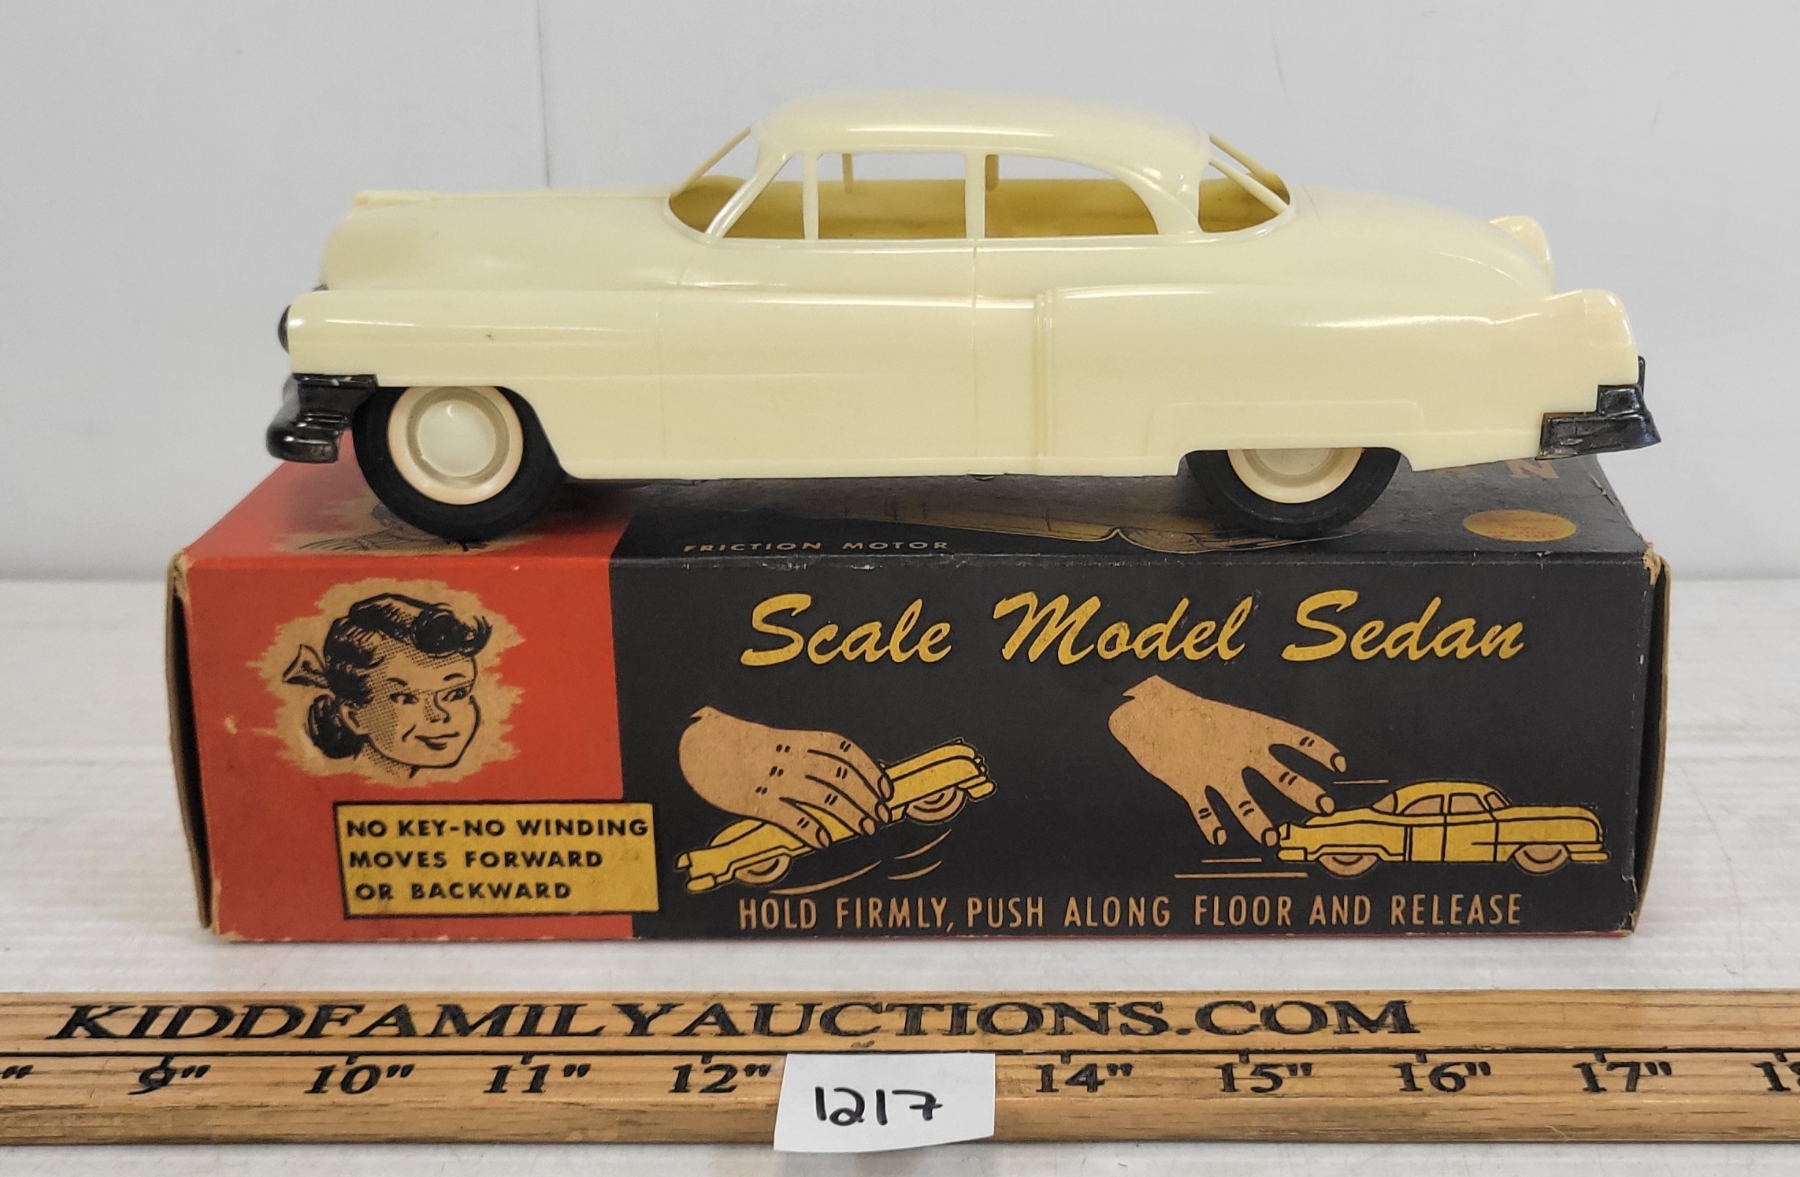 N
FRICTION MOTOR
Scale Model Sedan
NO KEY-NO WINDING
MOVES FORWARD
OR BACKWARD
HOLD FIRMLY, PUSH ALONG FLOOR AND RELEASE
KIDDFAMILYAUCTIONS.COM
9" 10" 11" 12" 14" 15" 16" 17"
1217